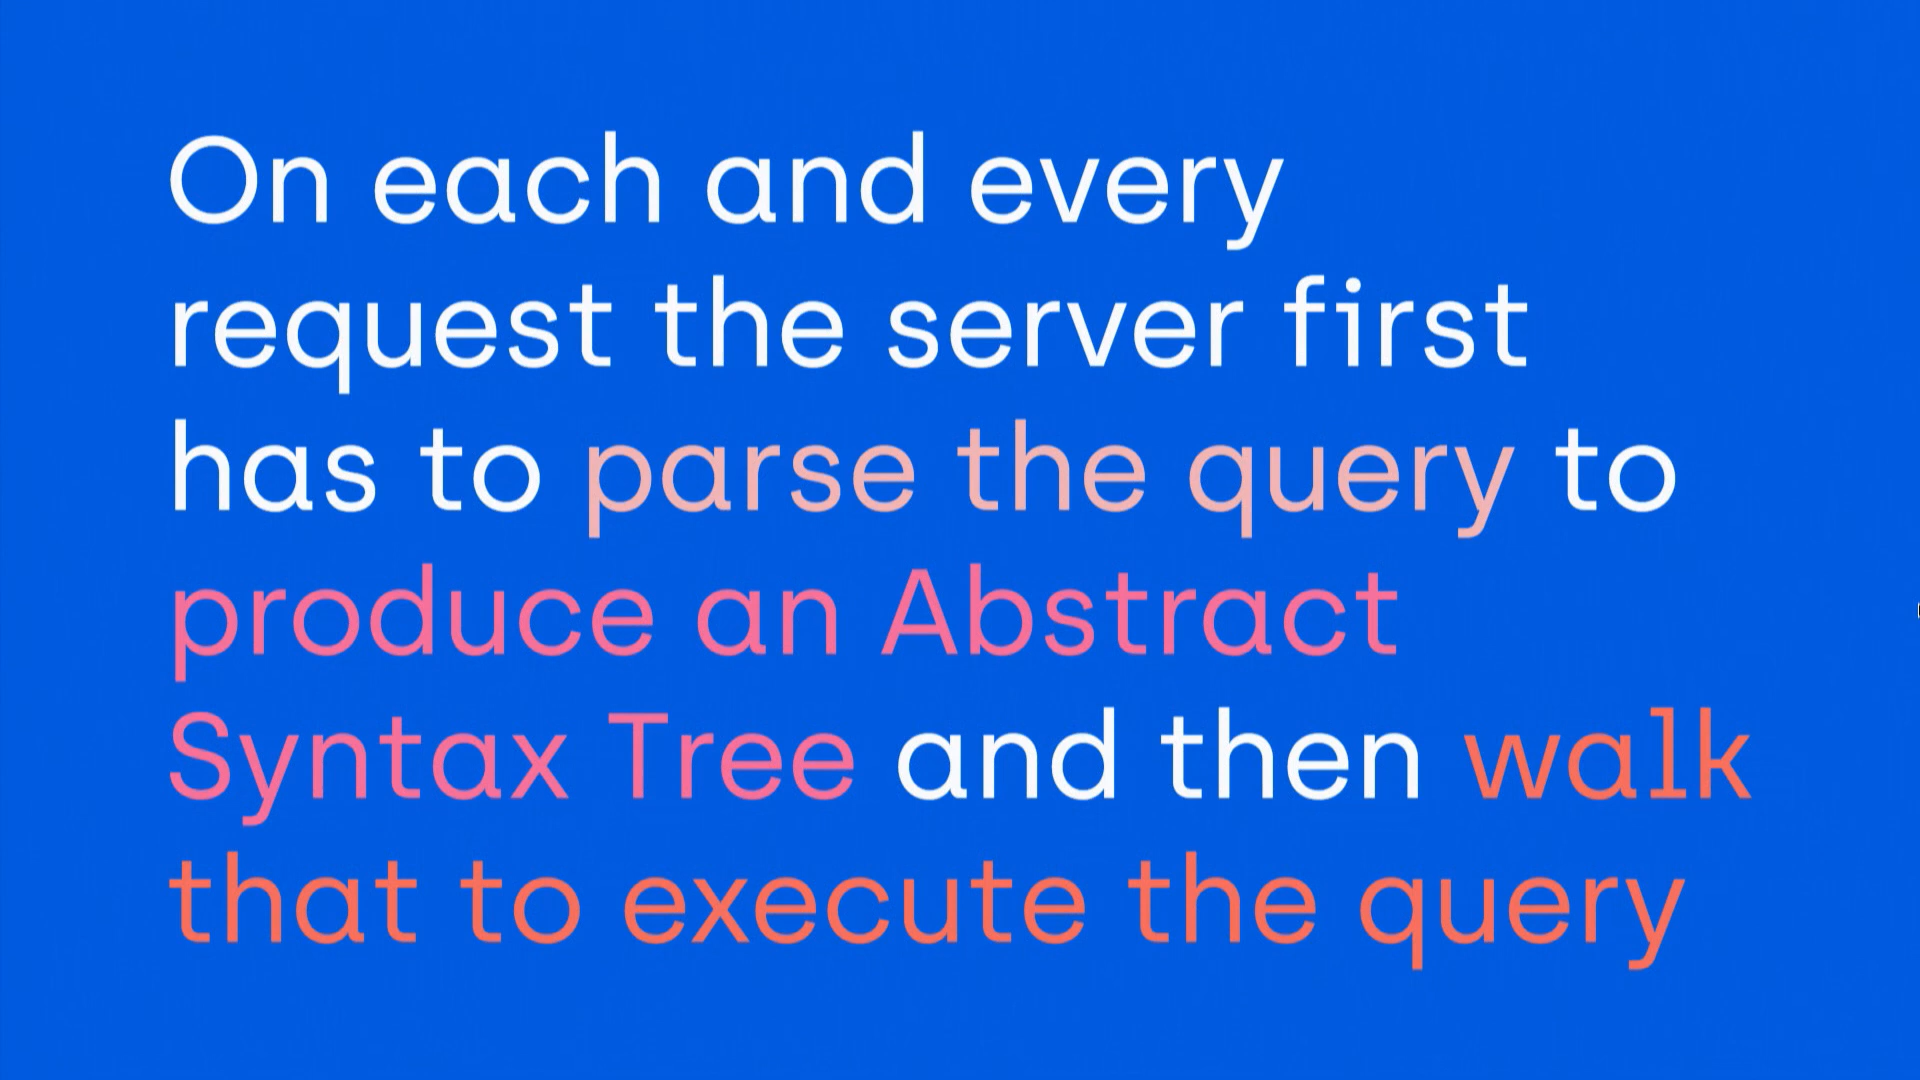 On each and every
request the server first
has to parse the query to
produce an Abstract
Syntax Tree and then walk
that to execute the query